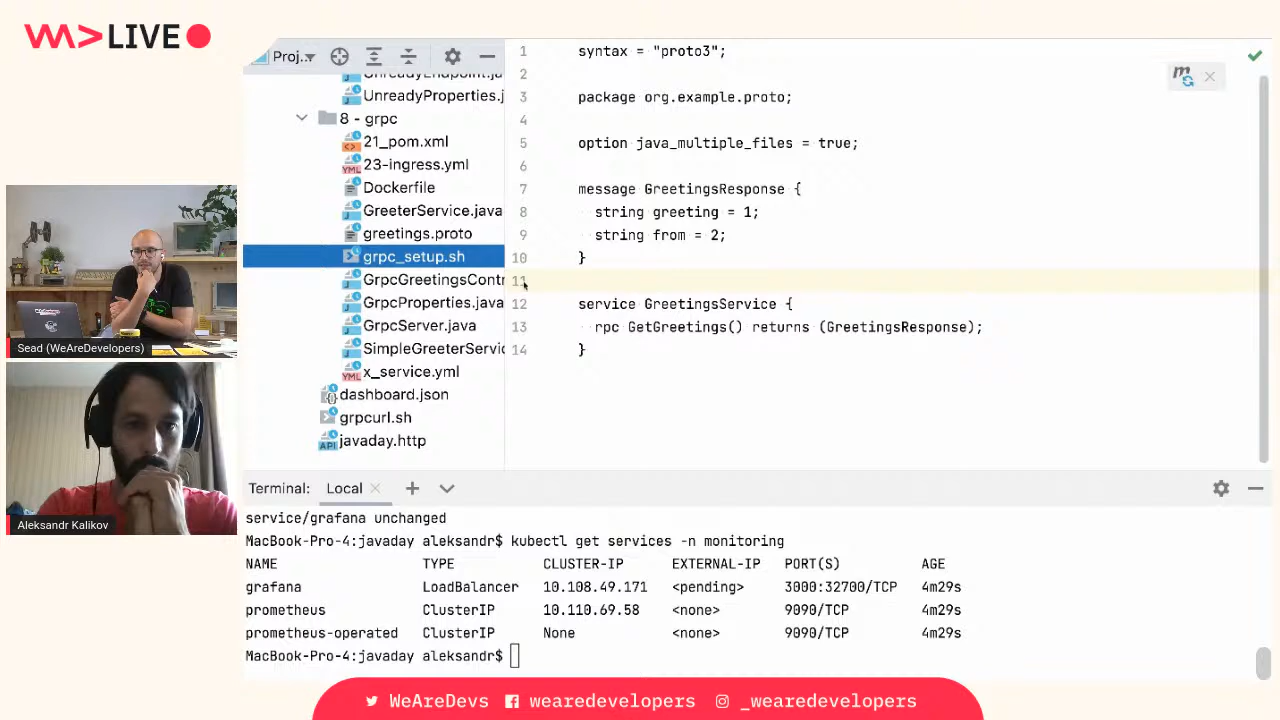 WA>LIVE
Proj...
UnreadyEndpoint.ja
UnreadyProperties.j
8 - grpc
21_pom.xml
23-ingress.yml
Dockerfile
GreeterService.java
greetings.proto
grpc_setup.sh
GrpcGreetingsContr
GrpcProperties.java
GrpcServer.java
SimpleGreeterServic
x_service.yml
dashboard.json
grpcurl.sh
javaday.http
1 syntax = "proto3";
2
3 package org.example.proto;
4
5 option java_multiple_files = true;
6
7 message GreetingsResponse {
8 string greeting = 1;
9 string from = 2;
10 }
11
12 service GreetingsService {
13 rpc GetGreetings() returns (GreetingsResponse);
14 }
m
Sead (WeAreDevelopers)
Aleksandr Kalikov
Terminal: Local
service/grafana unchanged
MacBook-Pro-4:javaday aleksandr$ kubectl get services -n monitoring
NAME TYPE CLUSTER-IP EXTERNAL-IP PORT(S) AGE
grafana LoadBalancer 10.108.49.171 <pending> 3000:32700/TCP 4m29s
prometheus ClusterIP 10.110.69.58 <none> 9090/TCP 4m29s
prometheus-operated ClusterIP None <none> 9090/TCP 4m29s
MacBook-Pro-4:javaday aleksandr$
WeAreDevs wearedevelopers _wearedevelopers